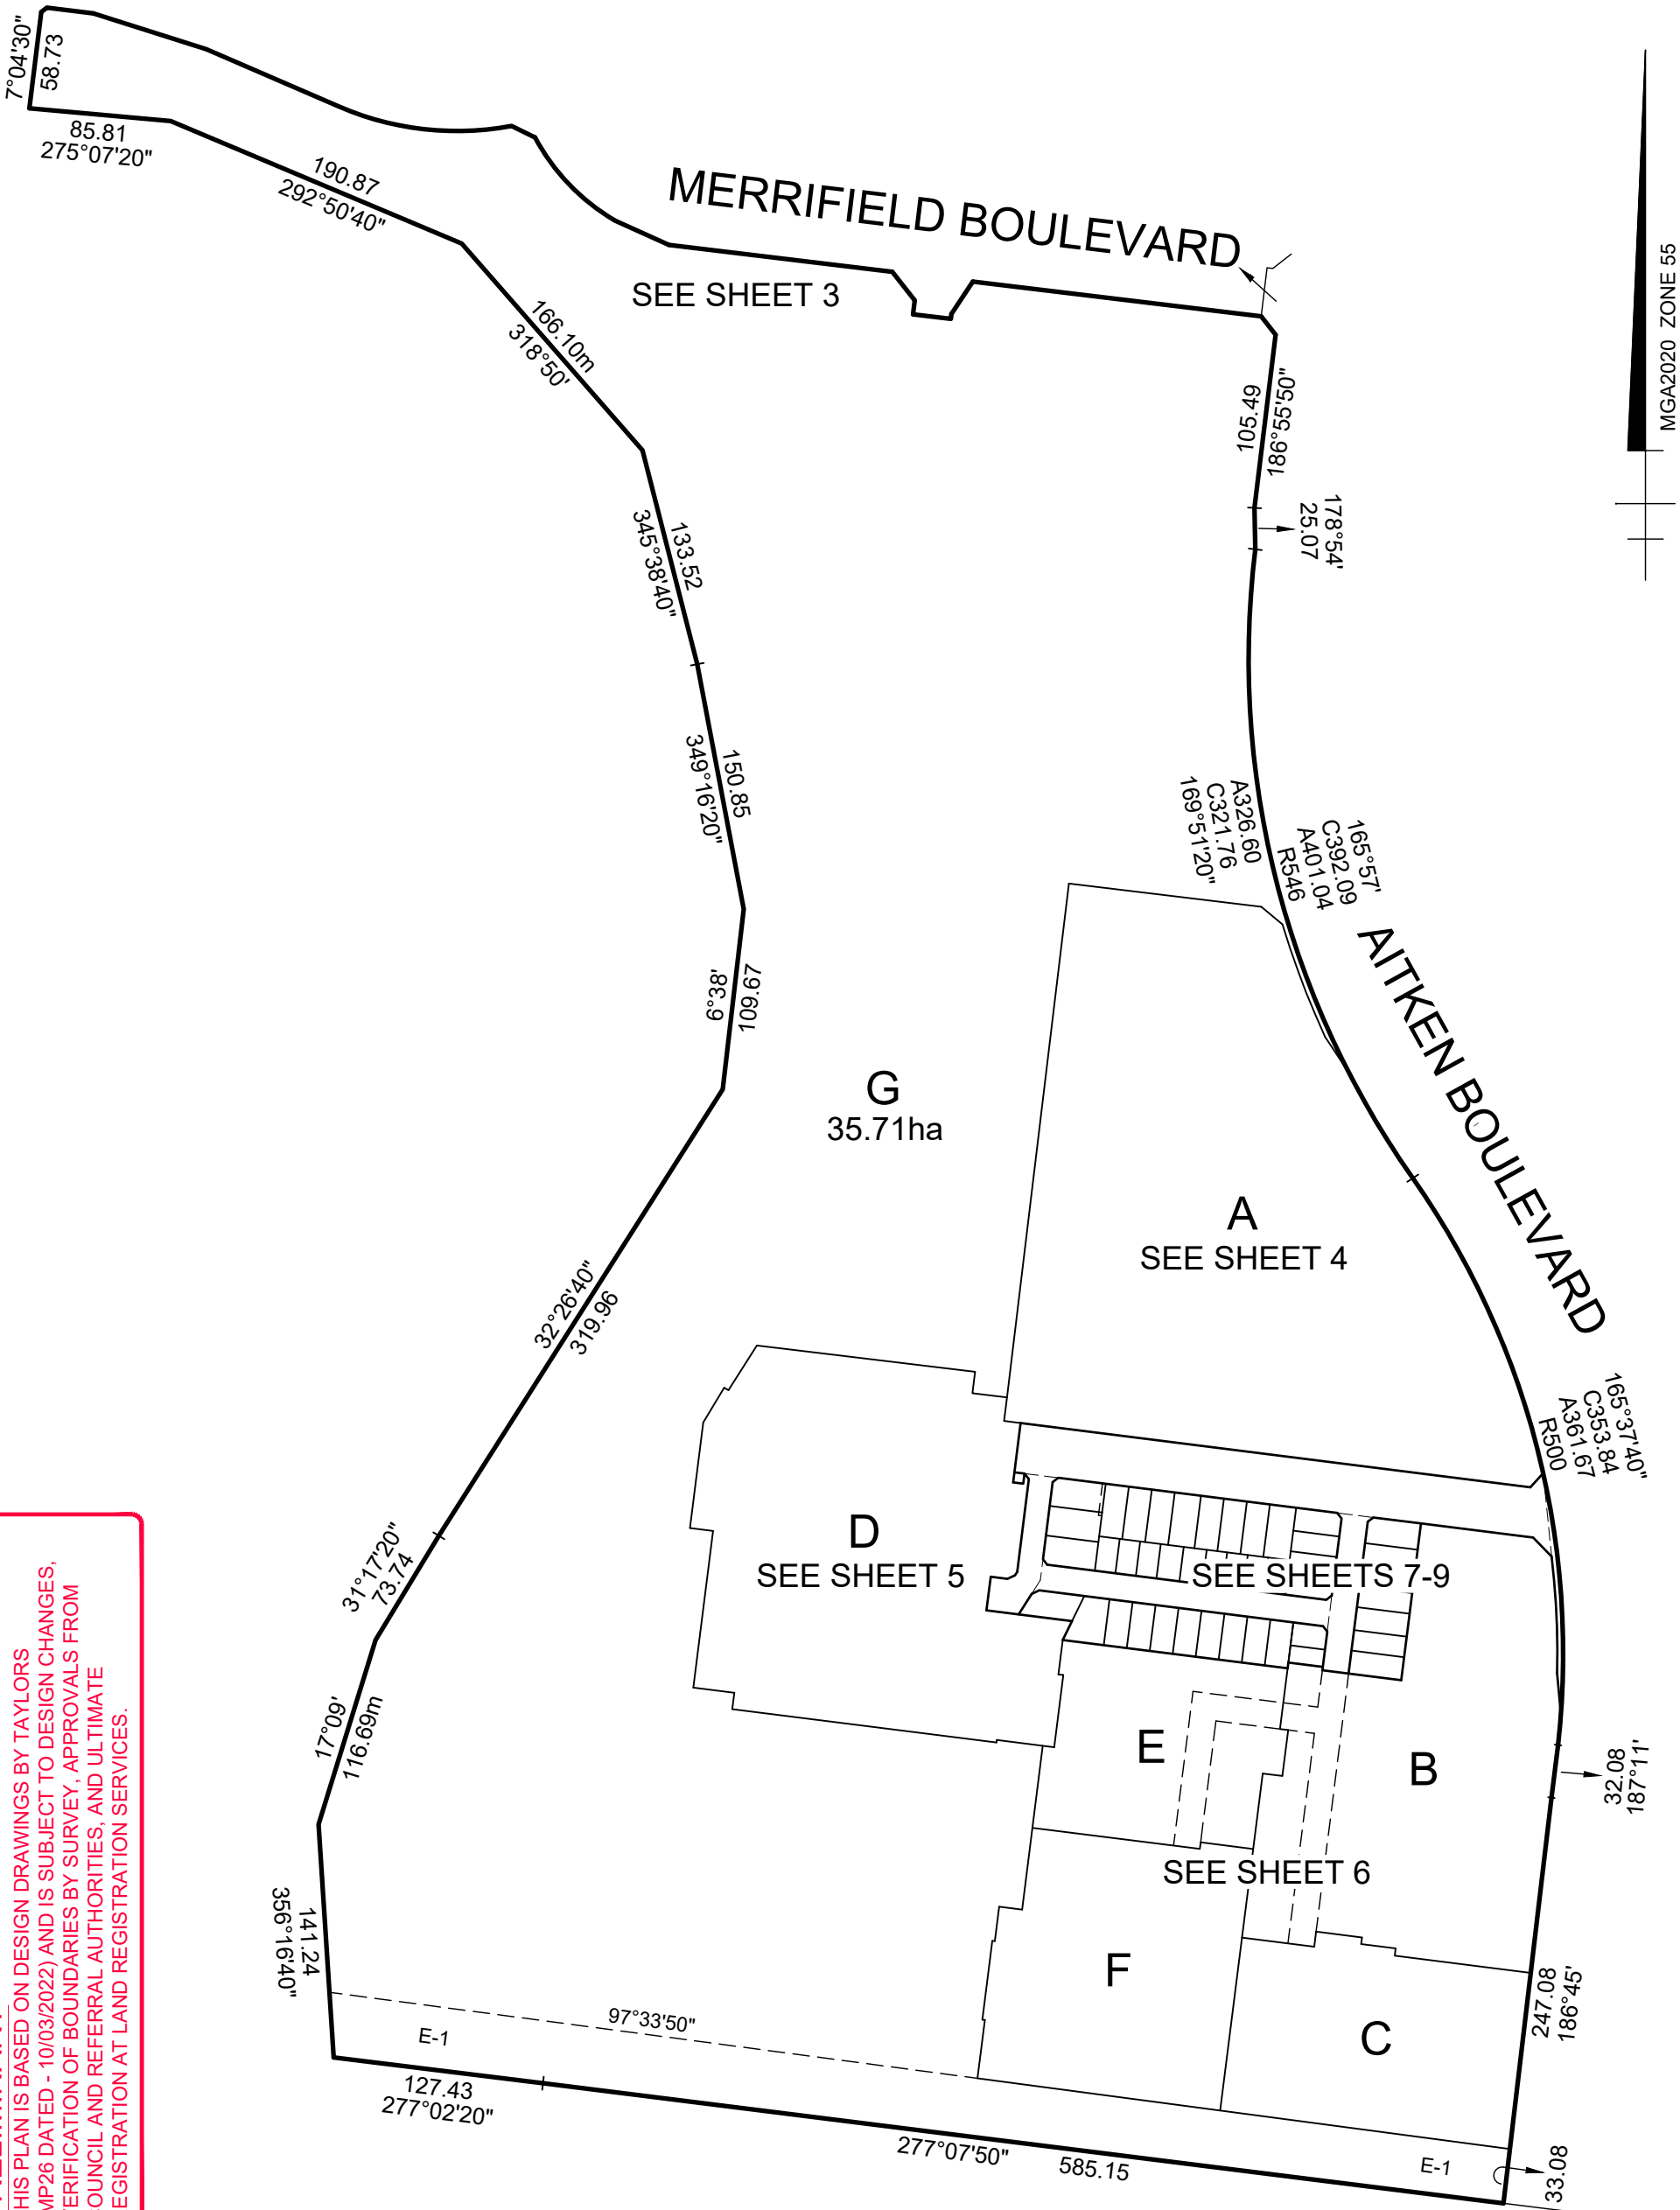 7°04'30"
58.73
85.81
275°07'20"
190.87
292°50'40"
MERRIFIELD BOULEVARD
SEE SHEET 3
166.10m
318°50'
MGA2020 ZONE 55
105.49
186°55'50"
178°54'
25.07
133.52
345°38'40"
150.85
349°16'20"
A326.60
C321.76
169°51'20"
165°57'
C392.09
A401.04
R546
AITKEN BOULEVARD
6°38'
109.67
G
35.71ha
A
SEE SHEET 4
32°26'40"
319.96
165°37'40"
C353.84
A361.67
R500
D
SEE SHEET 5
SEE SHEETS 7-9
31°17'20"
73.74
17°09'
116.69m
E
B
32.08
187°11'
SEE SHEET 6
141.24
356°16'40"
F
C
247.08
186°45'
97°33'50"
E-1
127.43
277°02'20"
277°07'50"
585.15
E-1
33.08
HIS PLAN IS BASED ON DESIGN DRAWINGS BY TAYLORS
MP26 DATED - 10/03/2022) AND IS SUBJECT TO DESIGN CHANGES,
ERIFICATION OF BOUNDARIES BY SURVEY, APPROVALS FROM
OUNCIL AND REFERRAL AUTHORITIES, AND ULTIMATE
EGISTRATION AT LAND REGISTRATION SERVICES.